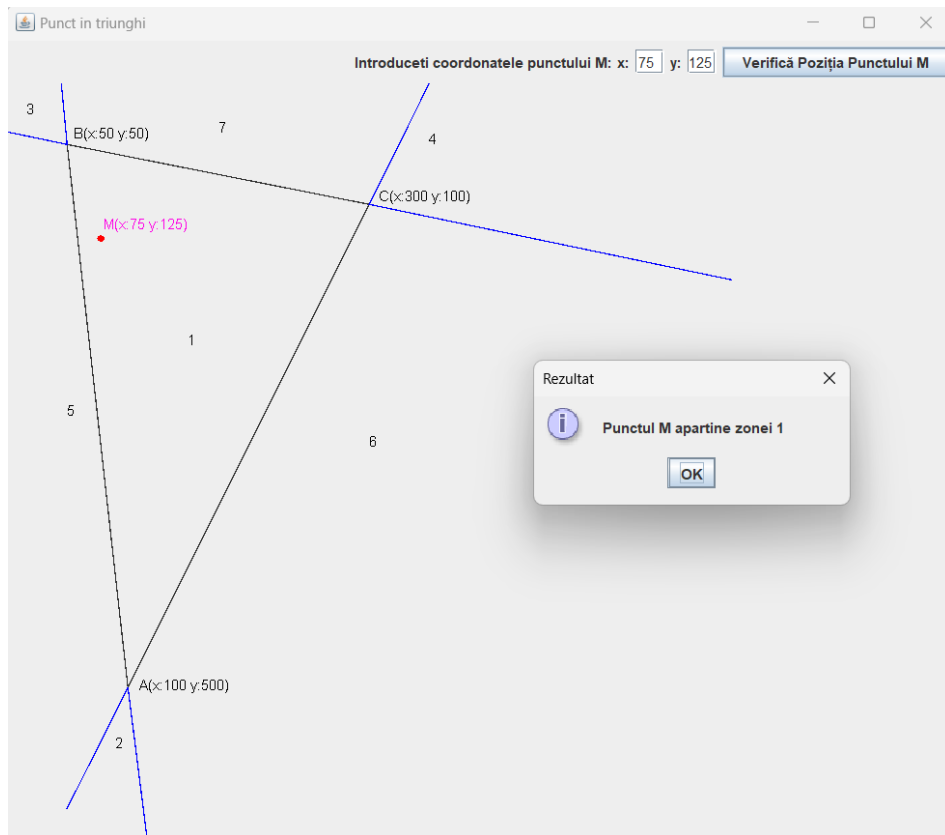 Punct in triunghi
Introduceti coordonatele punctului M: x: 75 y: 125 Verifică Poziția Punctului M
3
7
B(x:50 y:50)
4
C(x:300 y:100)
M(x:75 y:125)
1
Rezultat
5
Punctul M apartine zonei 1
6
OK
A(x:100 y:500)
2